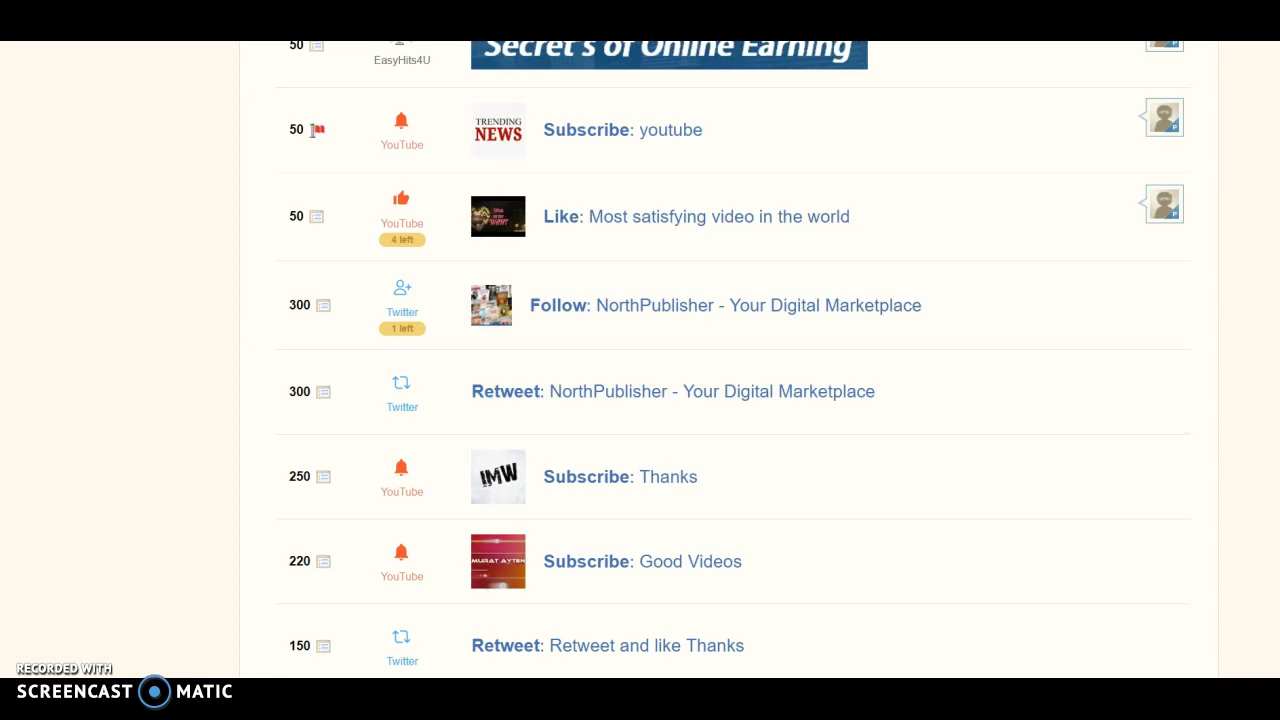 50
Secret's of Online Earning
EasyHits4U
50
YouTube
TRENDING
NEWS
Subscribe: youtube
50
YouTube
4 left
Like: Most satisfying video in the world
300
Twitter
1 left
Follow: NorthPublisher - Your Digital Marketplace
300
Twitter
Retweet: NorthPublisher - Your Digital Marketplace
250
YouTube
IMW
Subscribe: Thanks
220
YouTube
MURAT AYTEN
Subscribe: Good Videos
150
Twitter
Retweet: Retweet and like Thanks
RECORDED WITH
SCREENCAST MATIC